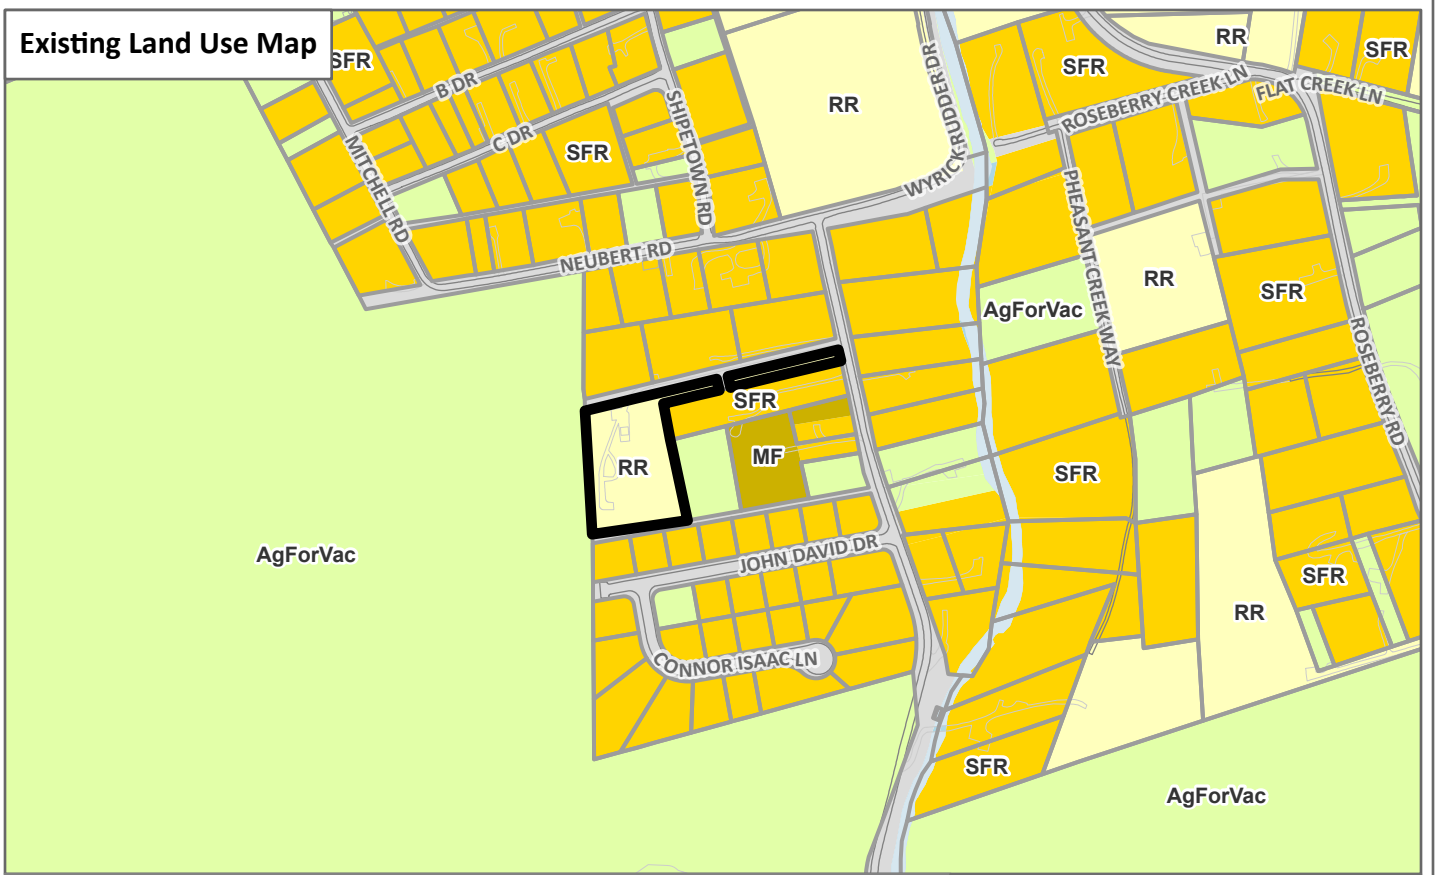 Existing Land Use Map
SFR
B DR
C DR
MITCHELL RD
SFR
SHIPETOWN RD
RR
WYRICK RUDDER DR
SFR
RR
SFR
ROSEBERRY CREEK LN
FLAT CREEK LN
NEUBERT RD
PHEASANT CREEK WAY
AgForVac
RR
SFR
ROSEBERRY RD
SFR
RR
MF
SFR
AgForVac
JOHN DAVID DR
SFR
RR
CONNOR ISAAC LN
SFR
AgForVac